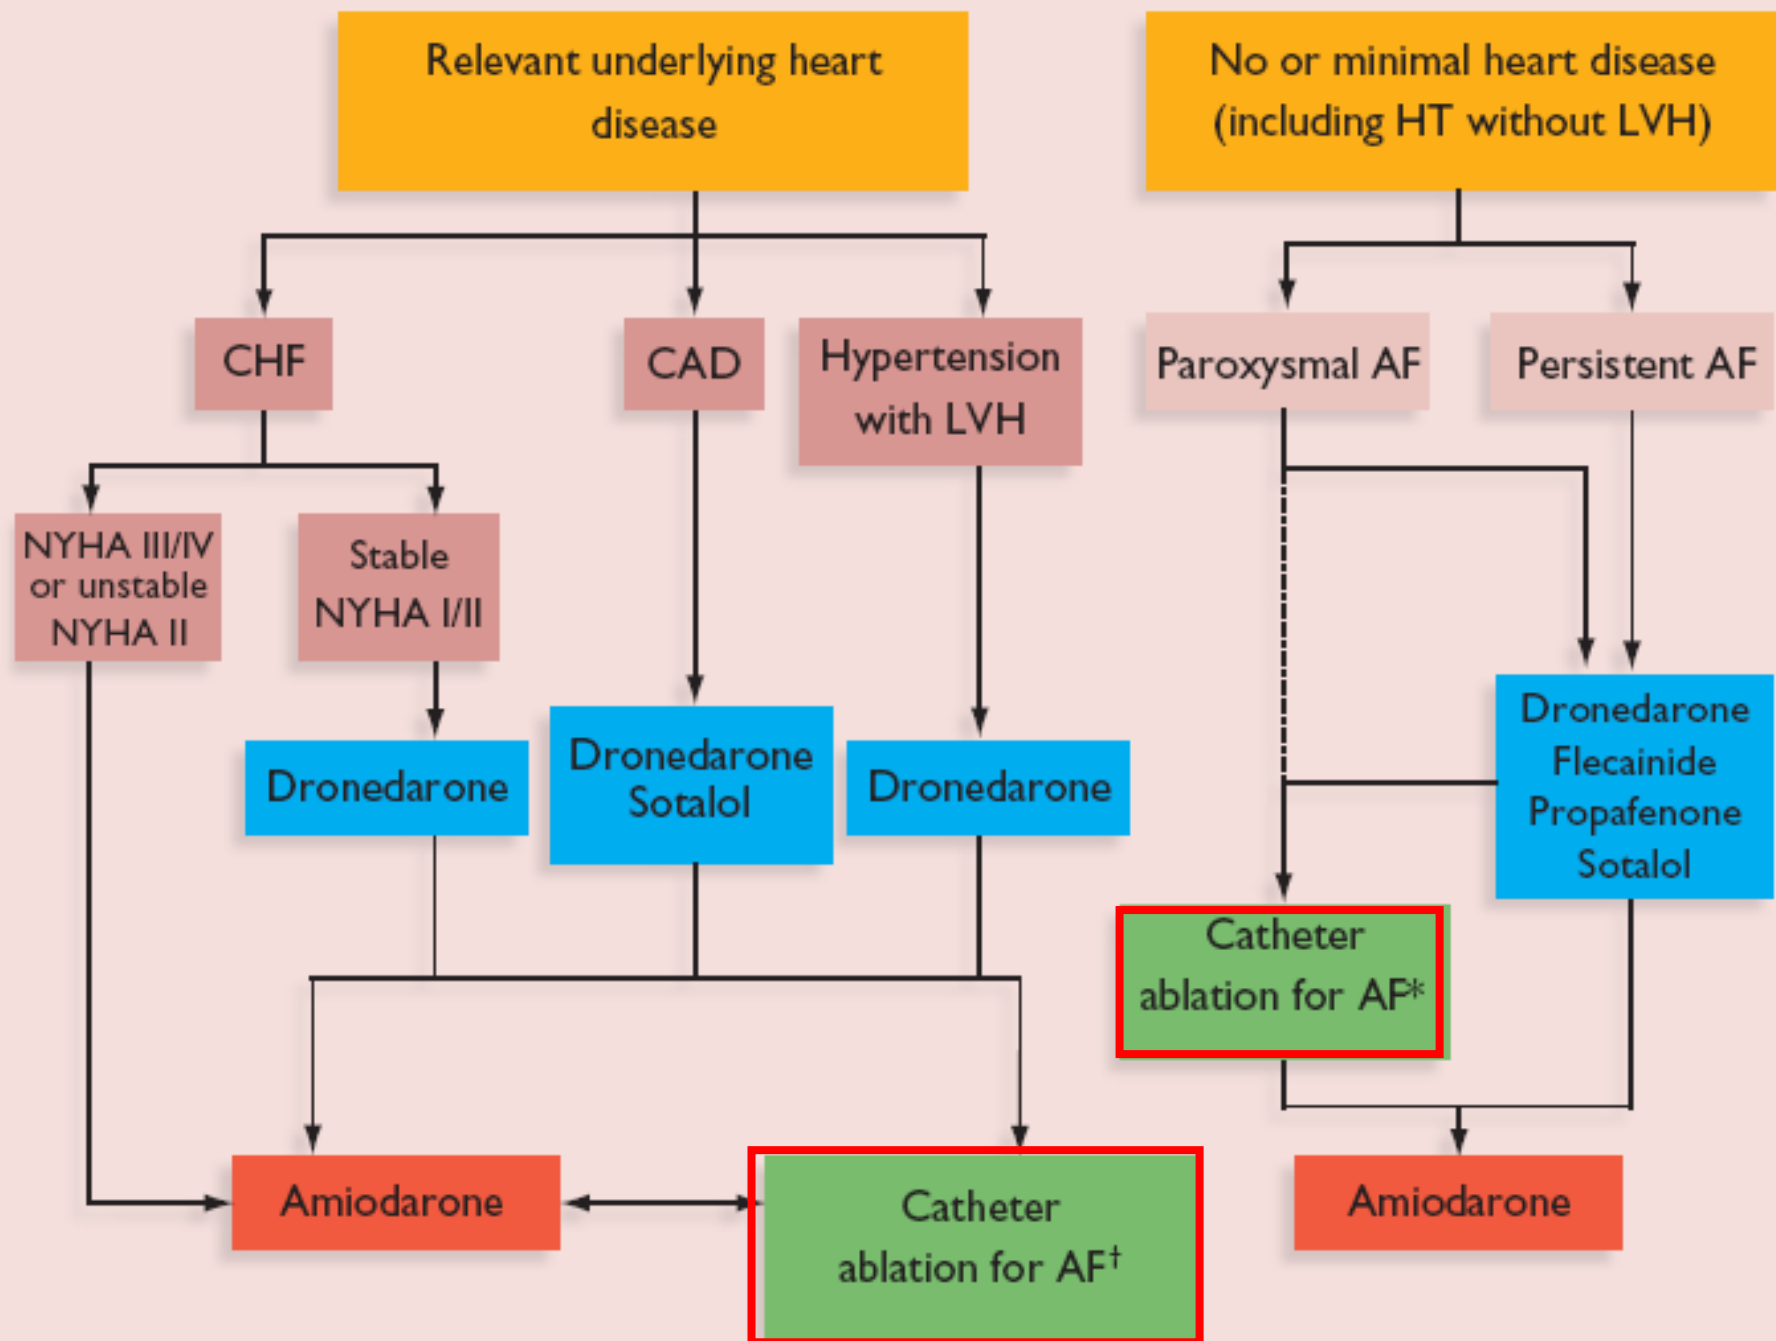 Relevant underlying heart
disease
No or minimal heart disease
(including HT without LVH)
CHF
CAD
Hypertension
with LVH
Paroxysmal AF
Persistent AF
NYHA III/IV
or unstable
NYHA II
Stable
NYHA I/II
Dronedarone
Dronedarone
Sotalol
Dronedarone
Dronedarone
Flecainide
Propafenone
Sotalol
Catheter
ablation for AF*
Amiodarone
Catheter
ablation for AF†
Amiodarone